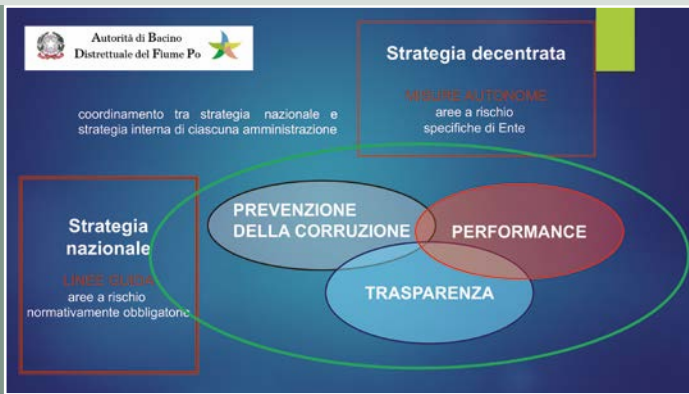 Autorità di Bacino
Distrettuale del Fiume Po
Strategia decentrata
MISURE AUTONOME
aree a rischio
specifiche di Ente
coordinamento tra strategia nazionale e
strategia interna di ciascuna amministrazione
Strategia
nazionale
LINEE GUIDA
aree a rischio
normativamente obbligatorie
PREVENZIONE
DELLA CORRUZIONE
PERFORMANCE
TRASPARENZA